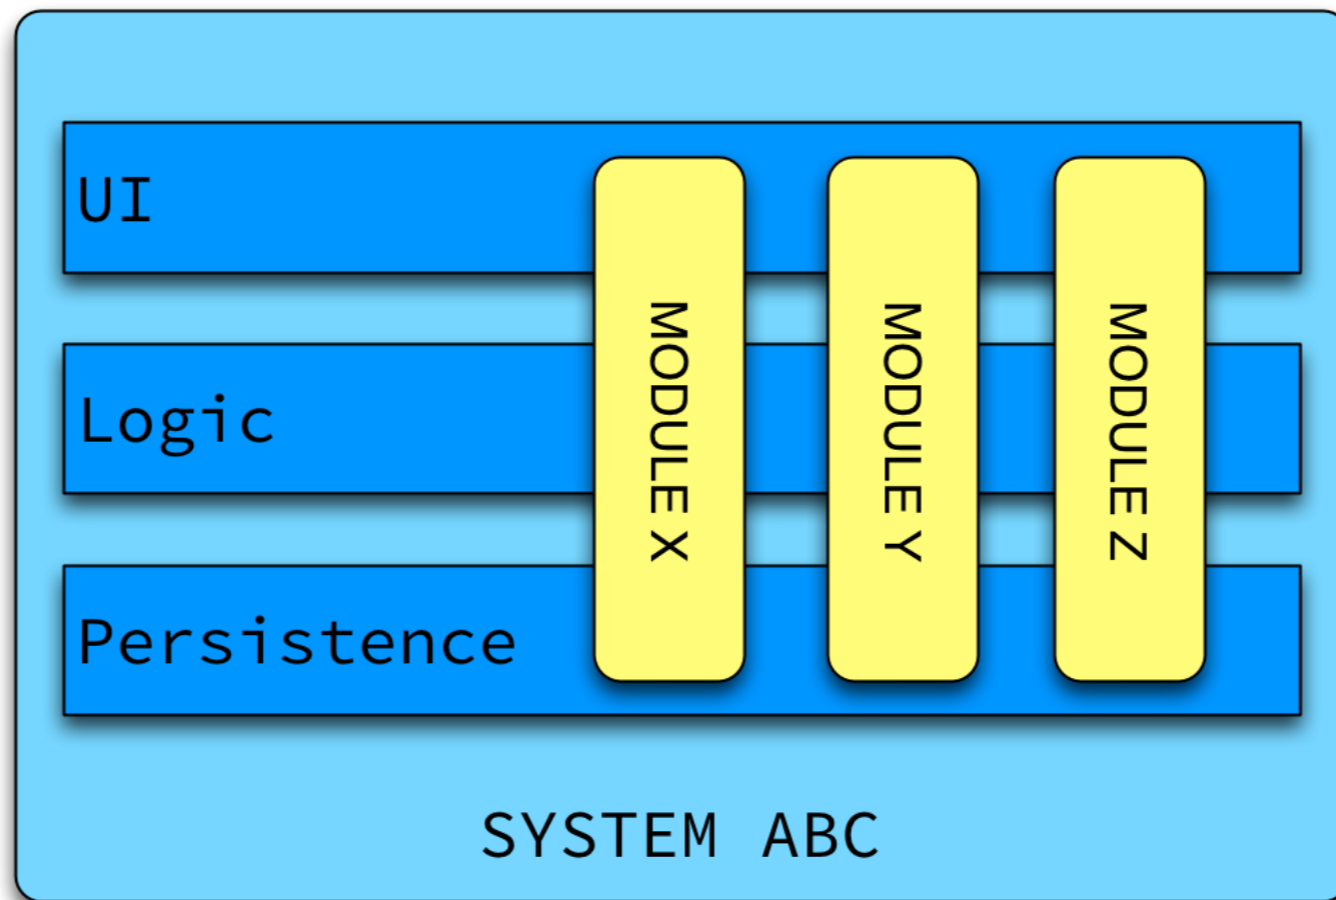 UI
Logic
Persistence
MODULE X
MODULE Y
MODULE Z
SYSTEM ABC